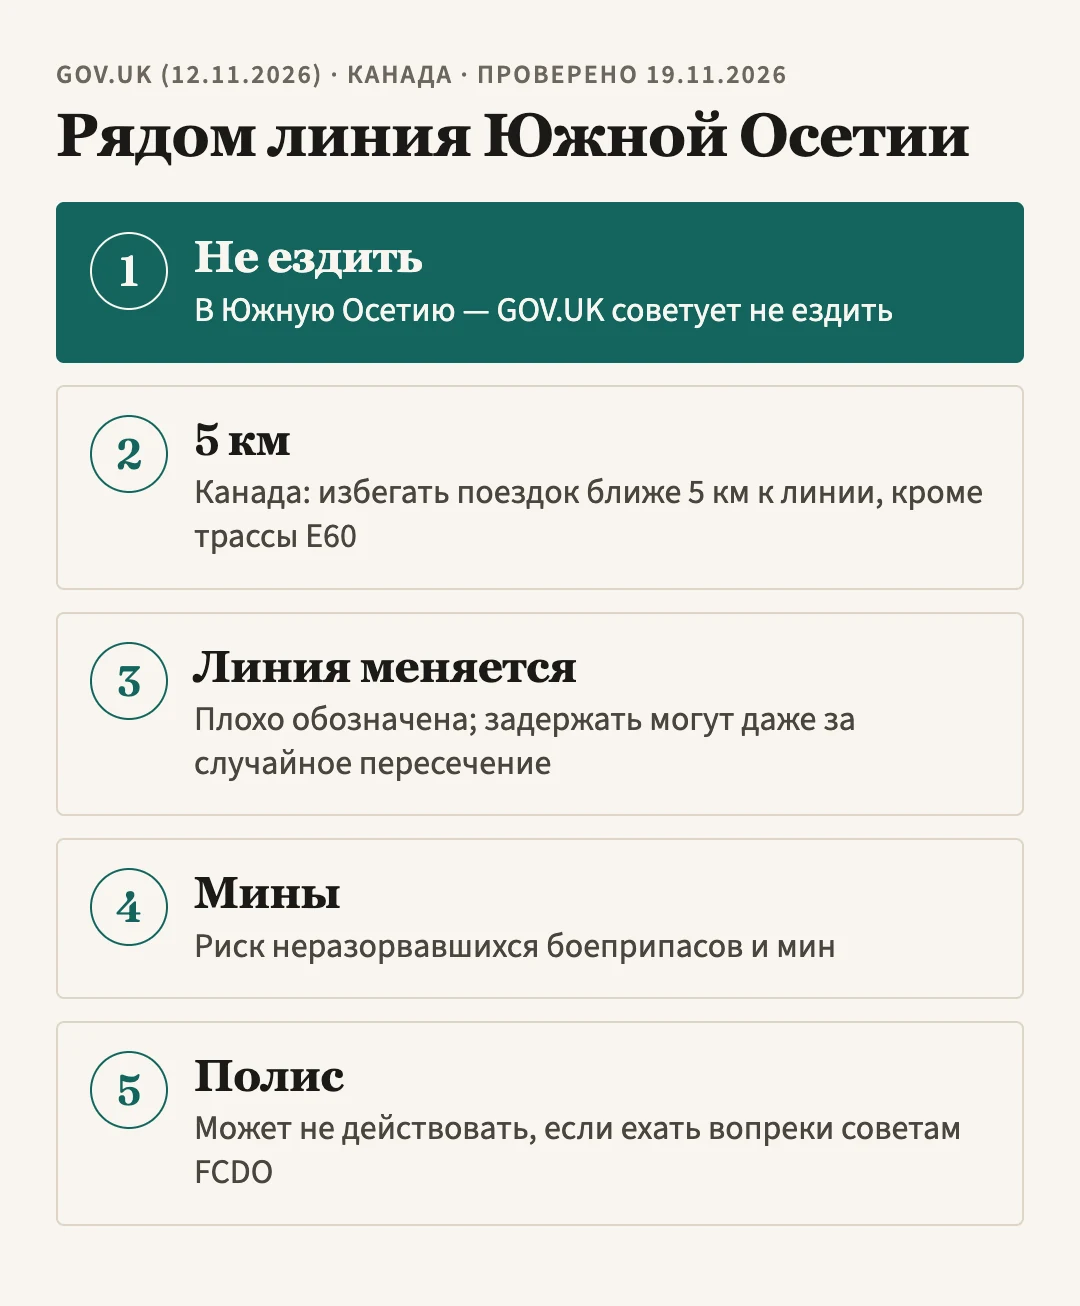 GOV.UK (12.11.2026) · КАНАДА · ПРОВЕРЕНО 19.11.2026
Рядом линия Южной Осетии
1
Не ездить
В Южную Осетию — GOV.UK советует не ездить
2
5 км
Канада: избегать поездок ближе 5 км к линии, кроме
трассы E60
3
Линия меняется
Плохо обозначена; задержать могут даже за
случайное пересечение
4
Мины
Риск неразорвавшихся боеприпасов и мин
5
Полис
Может не действовать, если ехать вопреки советам
FCDO